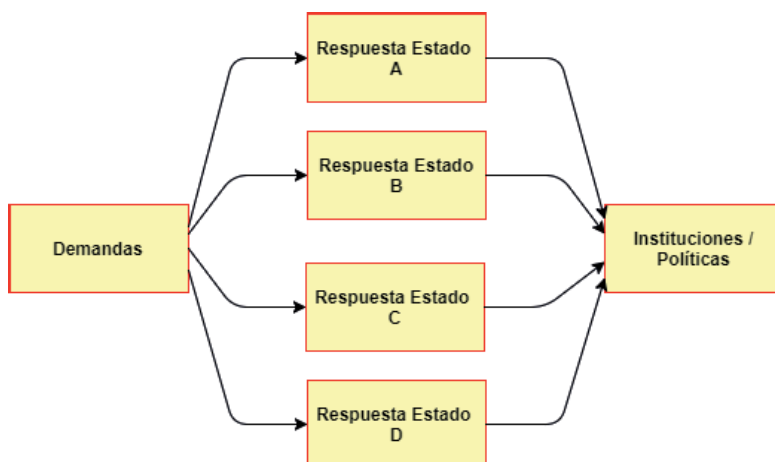 Respuesta Estado
A
Respuesta Estado
B
Demandas
Instituciones /
Políticas
Respuesta Estado
C
Respuesta Estado
D